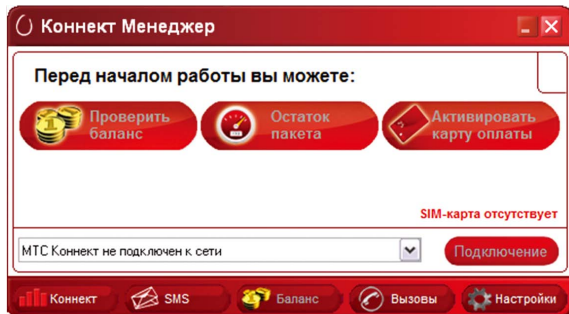 Коннект Менеджер
Перед началом работы вы можете:
Проверить
баланс
Остаток
пакета
Активировать
карту оплаты
SIM-карта отсутствует
МТС Коннект не подключен к сети
Подключение
Коннект
SMS
Баланс
Вызовы
Настройки